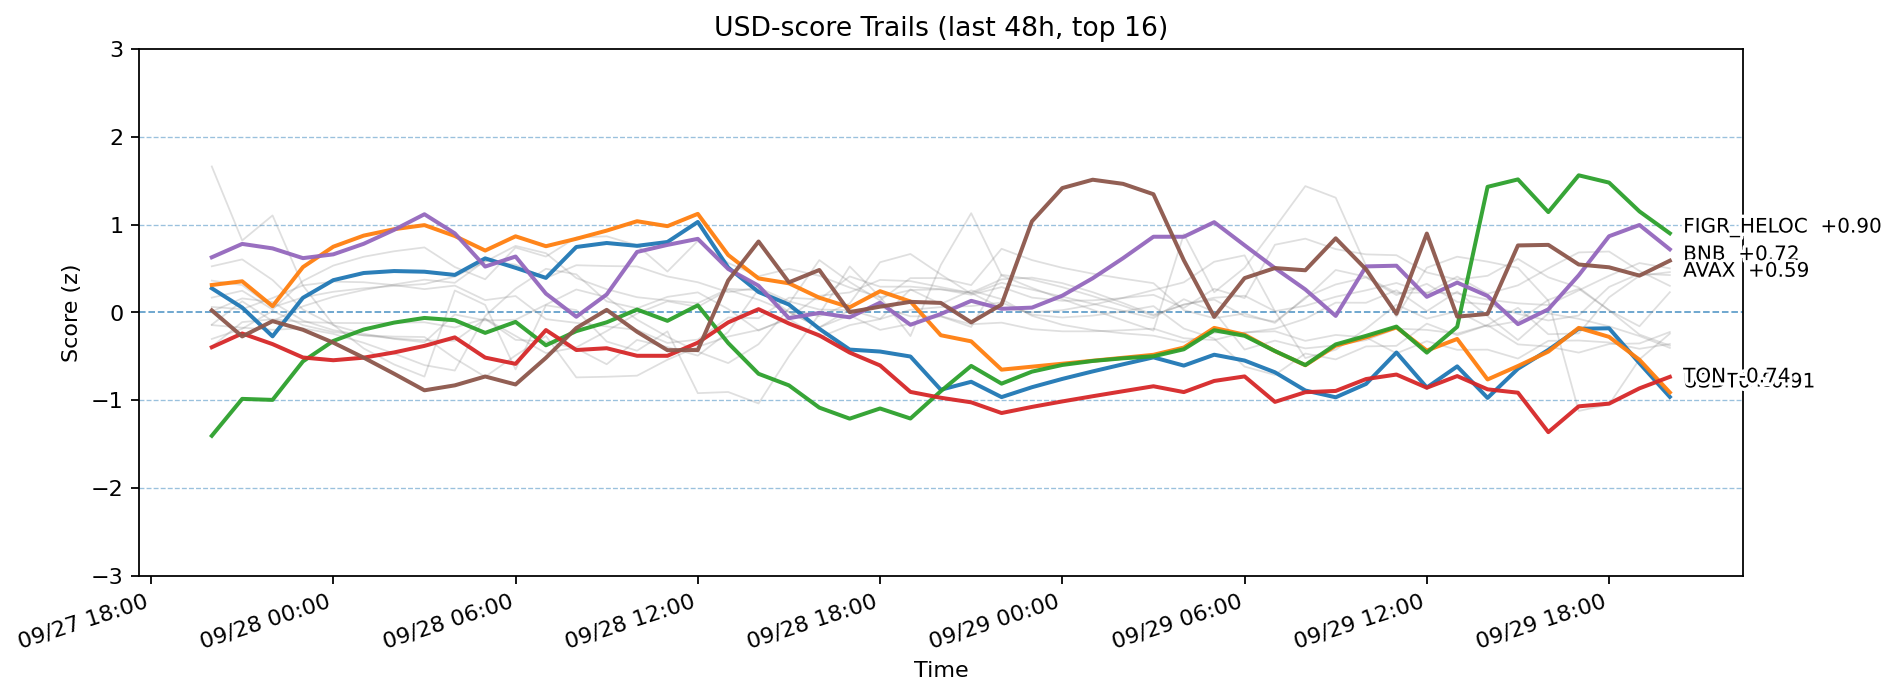 USD-score Trails (last 48h, top 16)
3
2
1
0
−1
−2
−3
Score (z)
FIGR_HELOC +0.90
BNB +0.72
AVAX +0.59
TON −0.74
09/27 18:00
09/28 00:00
09/28 06:00
09/28 12:00
09/28 18:00
09/29 00:00
09/29 06:00
09/29 12:00
09/29 18:00
Time